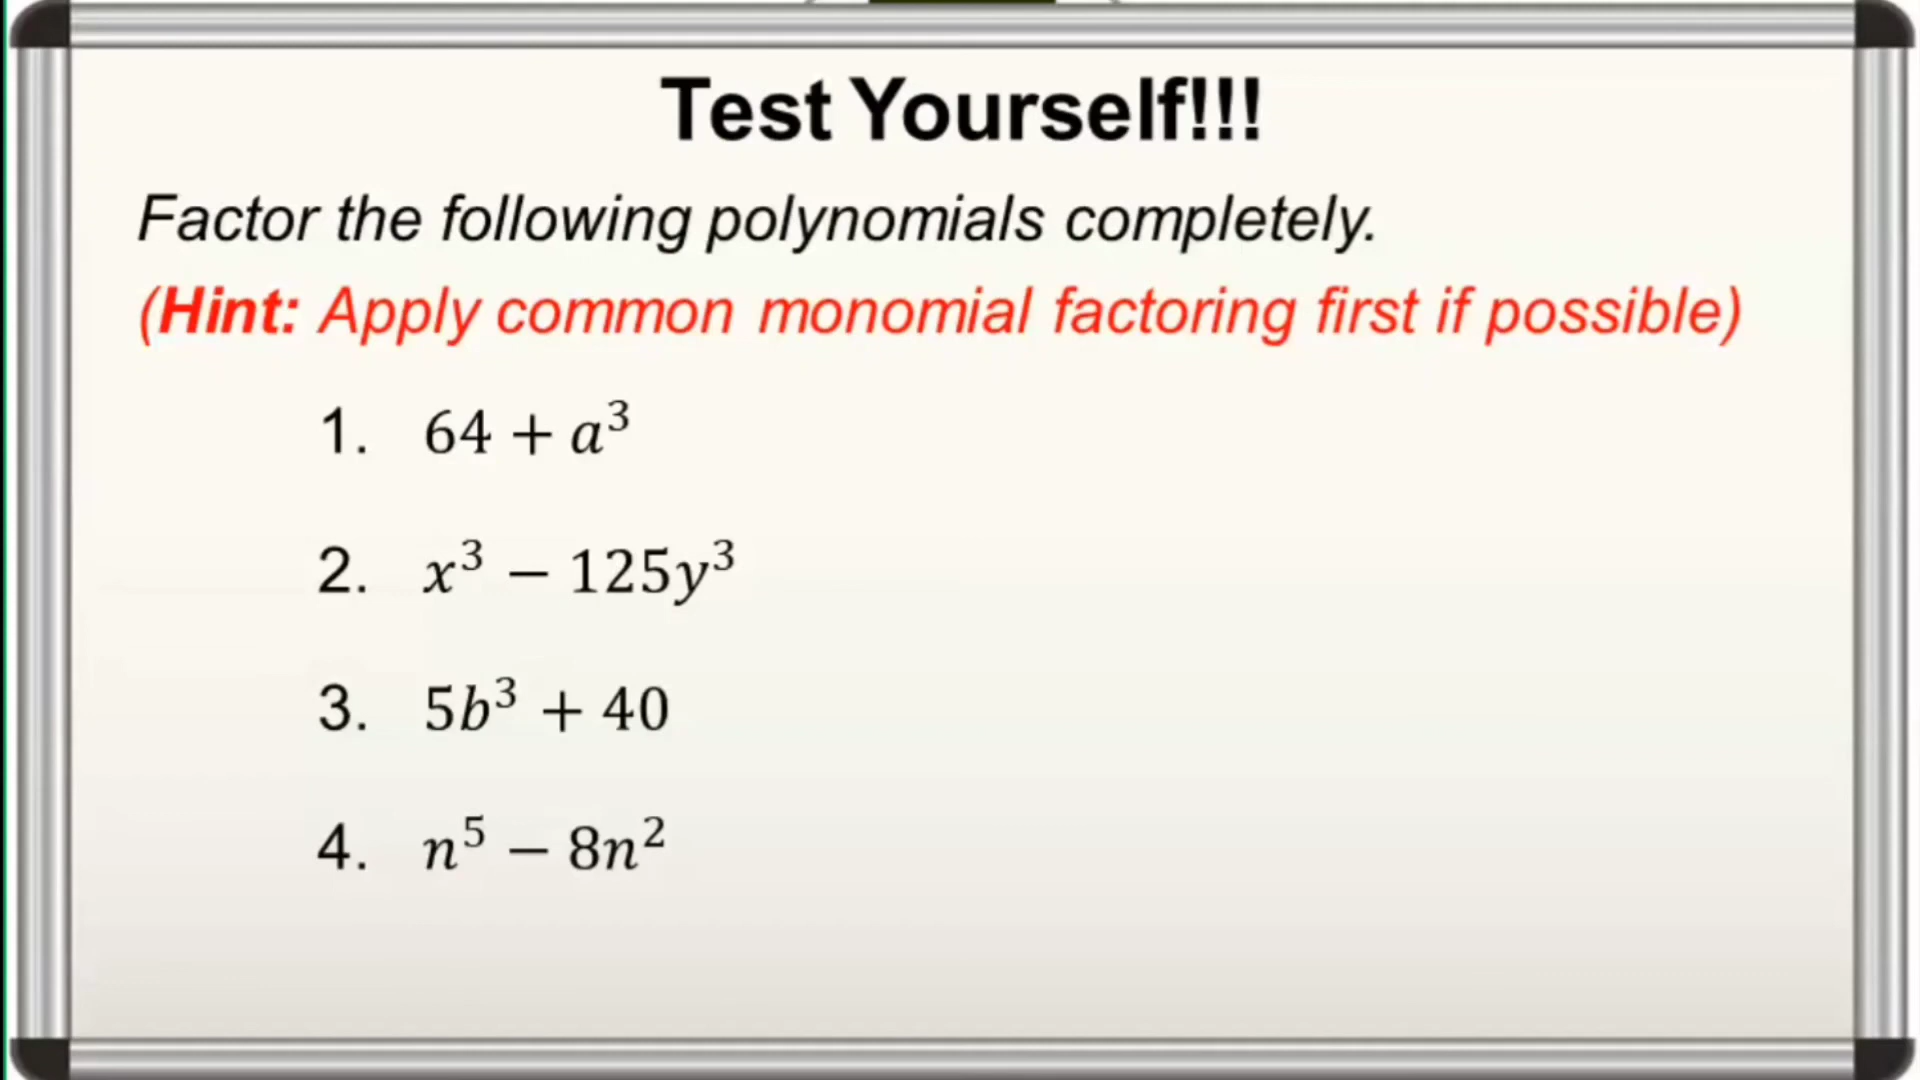 Test Yourself!!!
Factor the following polynomials completely.
(Hint: Apply common monomial factoring first if possible)
1. 64 + a³
2. x³ − 125y³
3. 5b³ + 40
4. n⁵ − 8n²